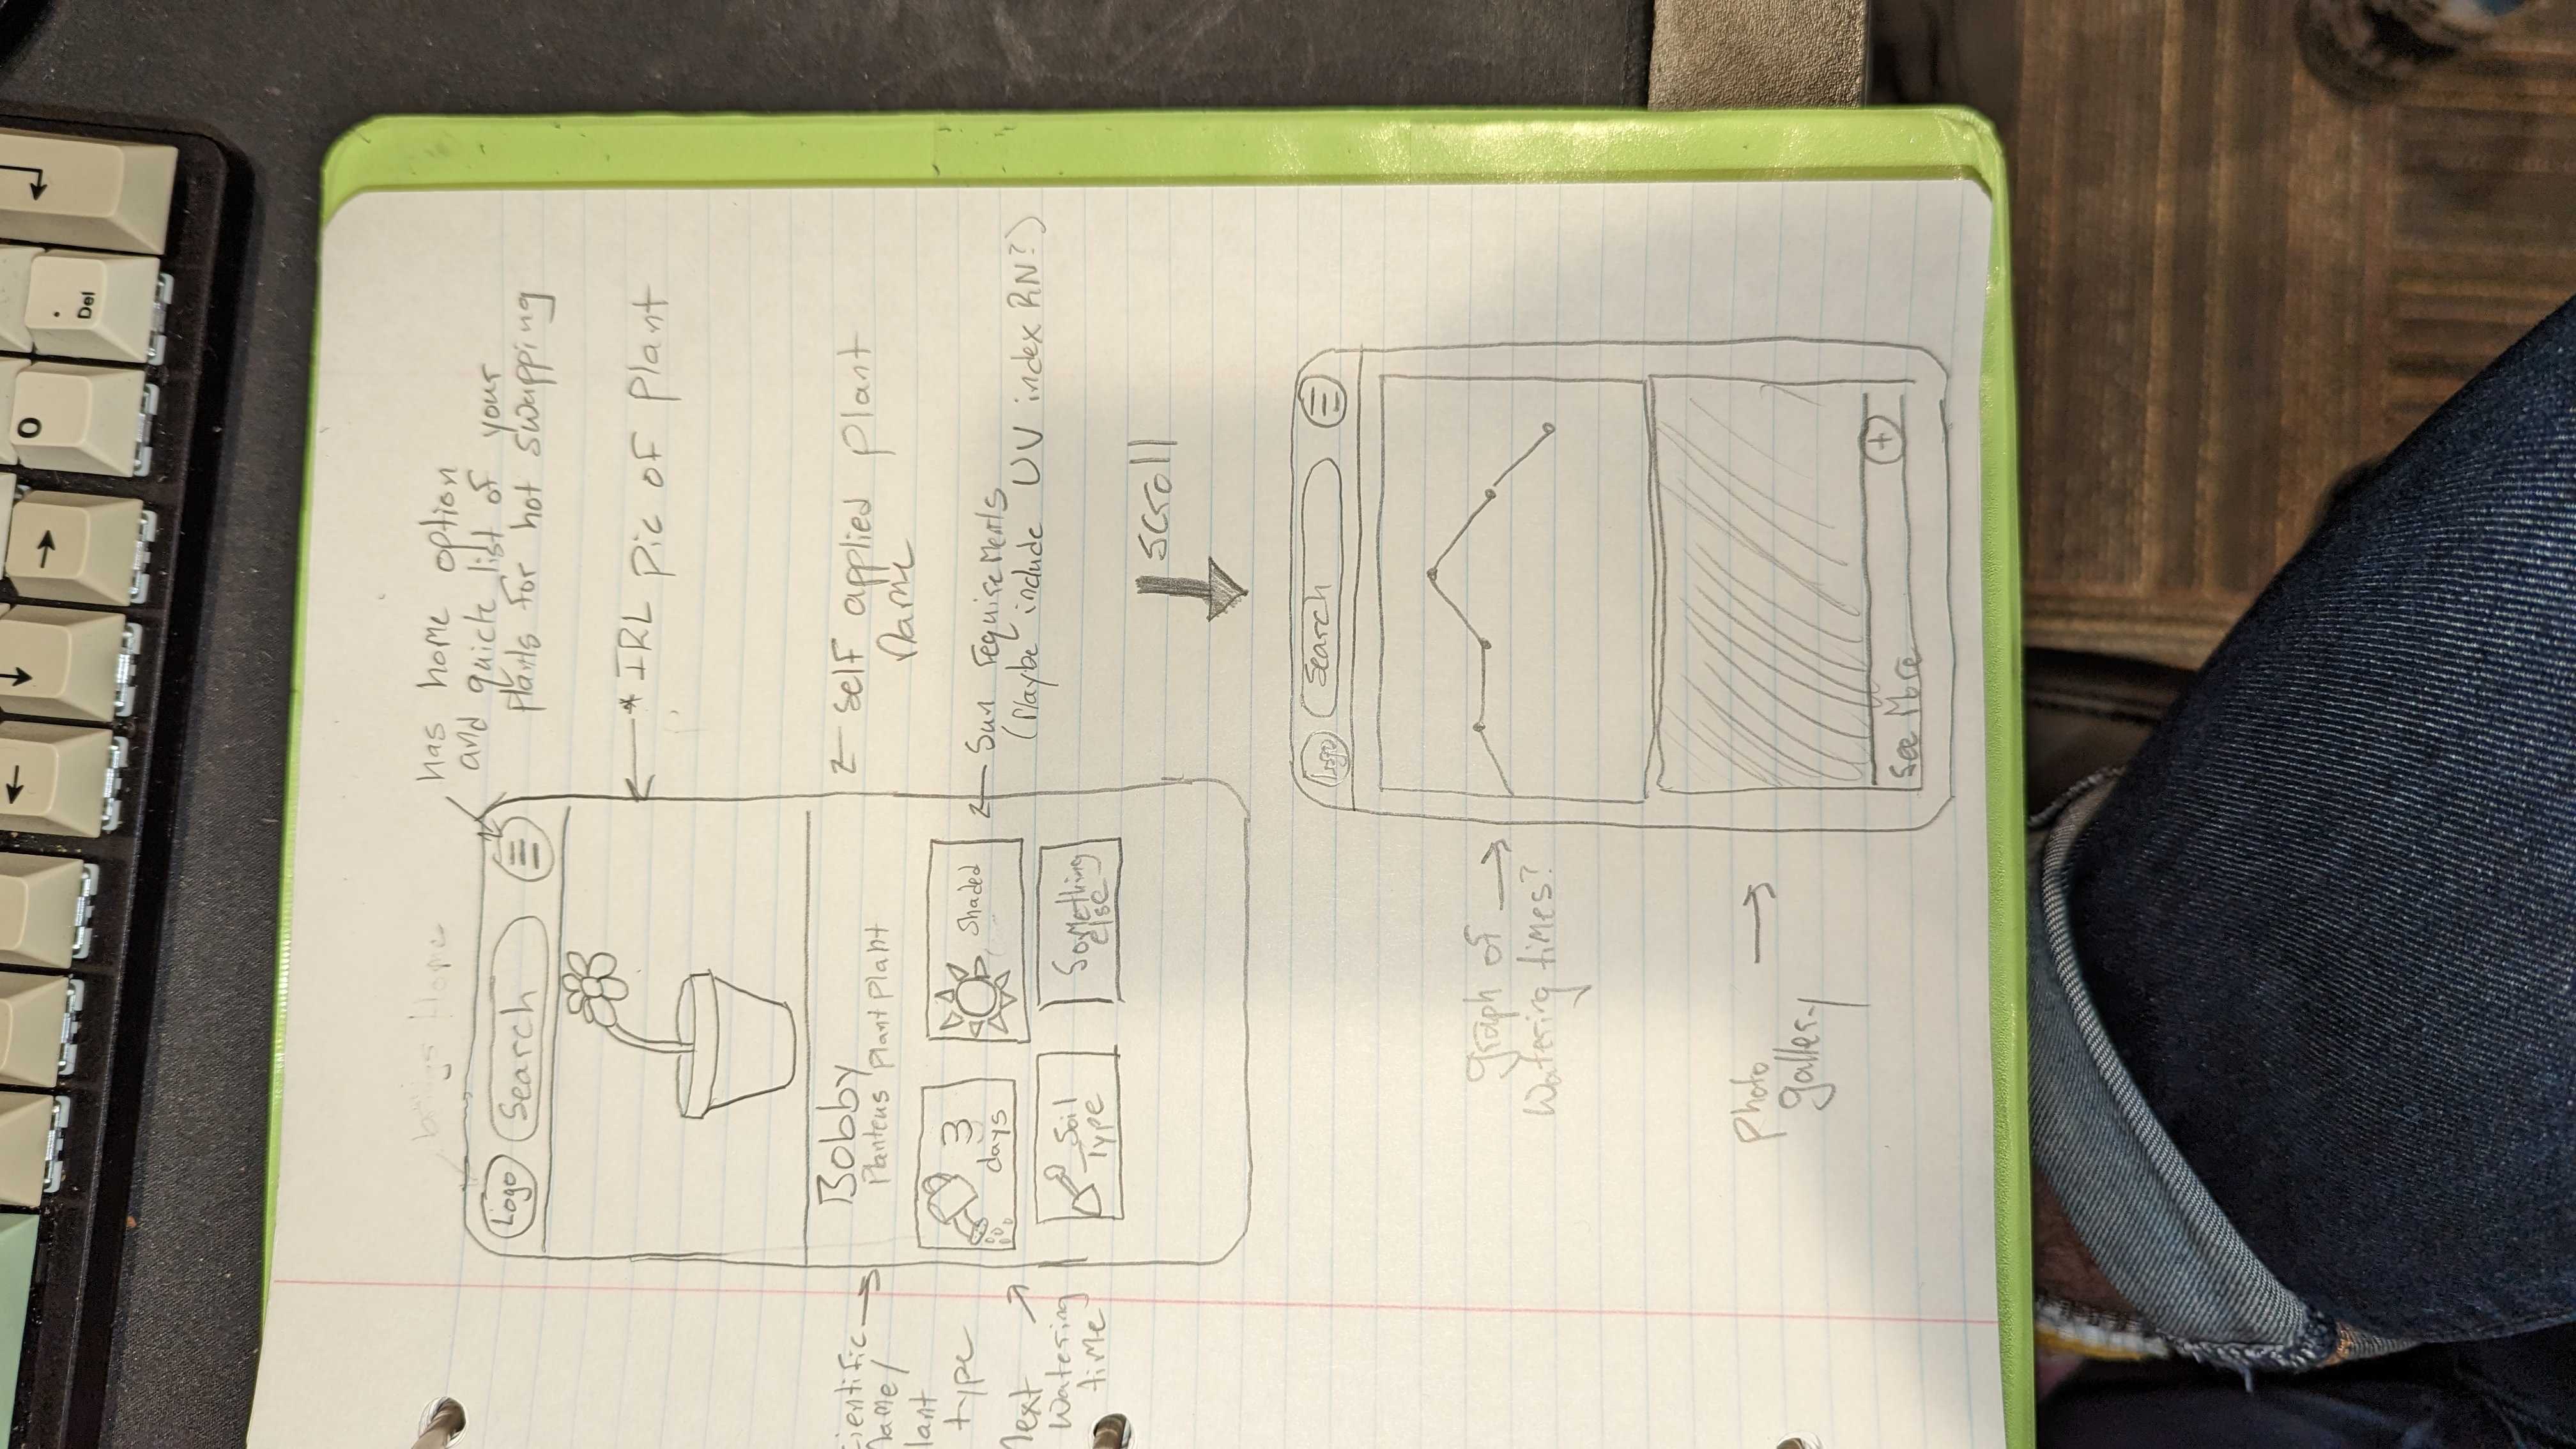 brings Home
has home option
and quick list of your
plants for hot swapping
Logo
Search
IRL Pic of Plant
Bobby
Planteus Plant Plant
self applied plant
Name
entific
Name/
lant
type
3
days
Shaded
Sun requirements
(Maybe include UV index RN?)
Soil
Type
Something
else
Next
Watering
time
scroll
Logo
Search
graph of
Watering times?
Photo
gallery
See More
+
Del
.
0